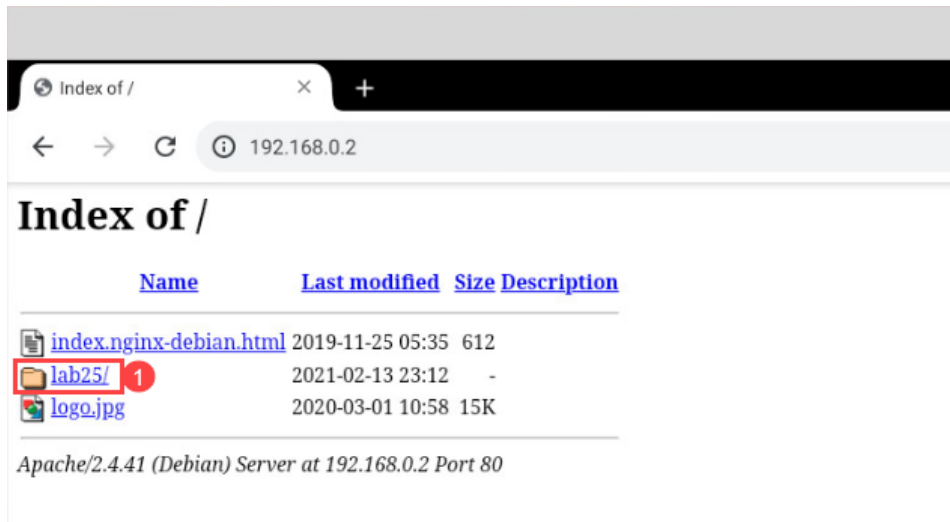 Index of /
192.168.0.2
Index of /
Name Last modified Size Description
index.nginx-debian.html 2019-11-25 05:35 612
lab25/ 1 2021-02-13 23:12 -
logo.jpg 2020-03-01 10:58 15K
Apache/2.4.41 (Debian) Server at 192.168.0.2 Port 80